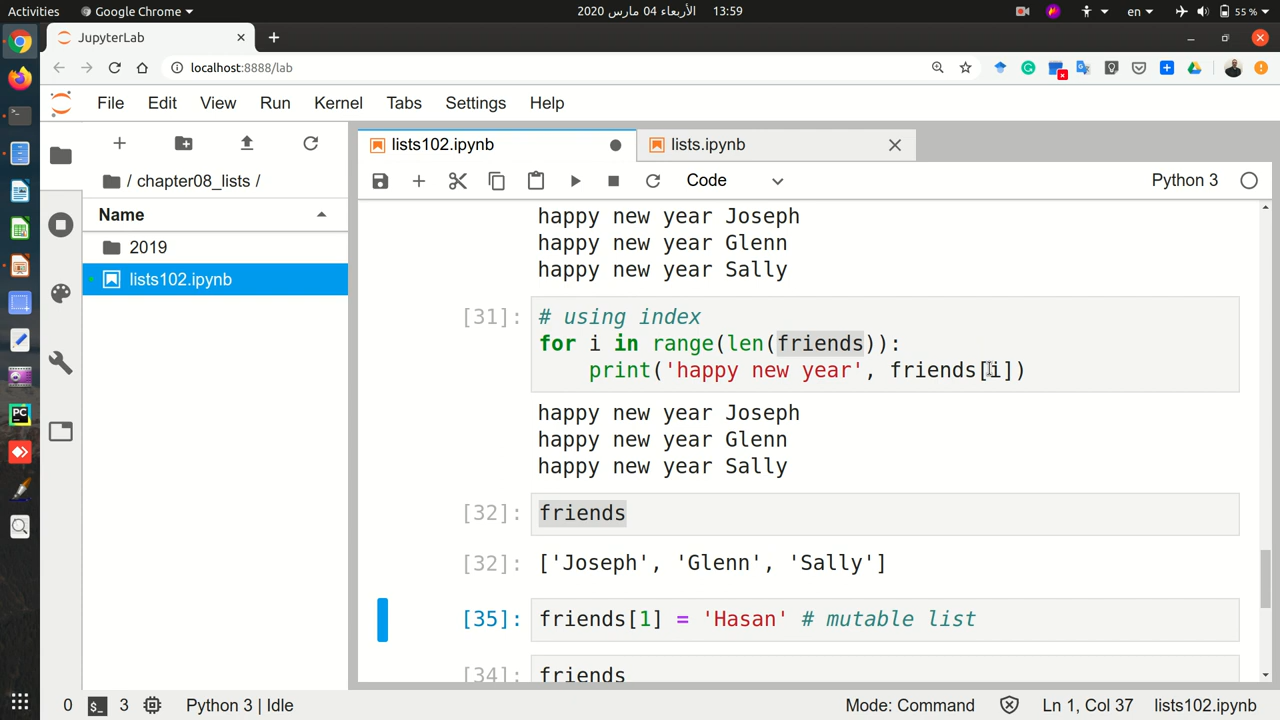 Activities
Google Chrome
الأربعاء 04 مارس 2020
13:59
en
55 %
JupyterLab
localhost:8888/lab
File Edit View Run Kernel Tabs Settings Help
/ chapter08_lists /
Name
2019
lists102.ipynb
lists102.ipynb
lists.ipynb
Code
Python 3
happy new year Joseph
happy new year Glenn
happy new year Sally
[31]: # using index
for i in range(len(friends)):
print('happy new year', friends[i])
happy new year Joseph
happy new year Glenn
happy new year Sally
[32]: friends
[32]: ['Joseph', 'Glenn', 'Sally']
[35]: friends[1] = 'Hasan' # mutable list
[34]: friends
PC
0
3
Python 3 | Idle
Mode: Command
Ln 1, Col 37
lists102.ipynb